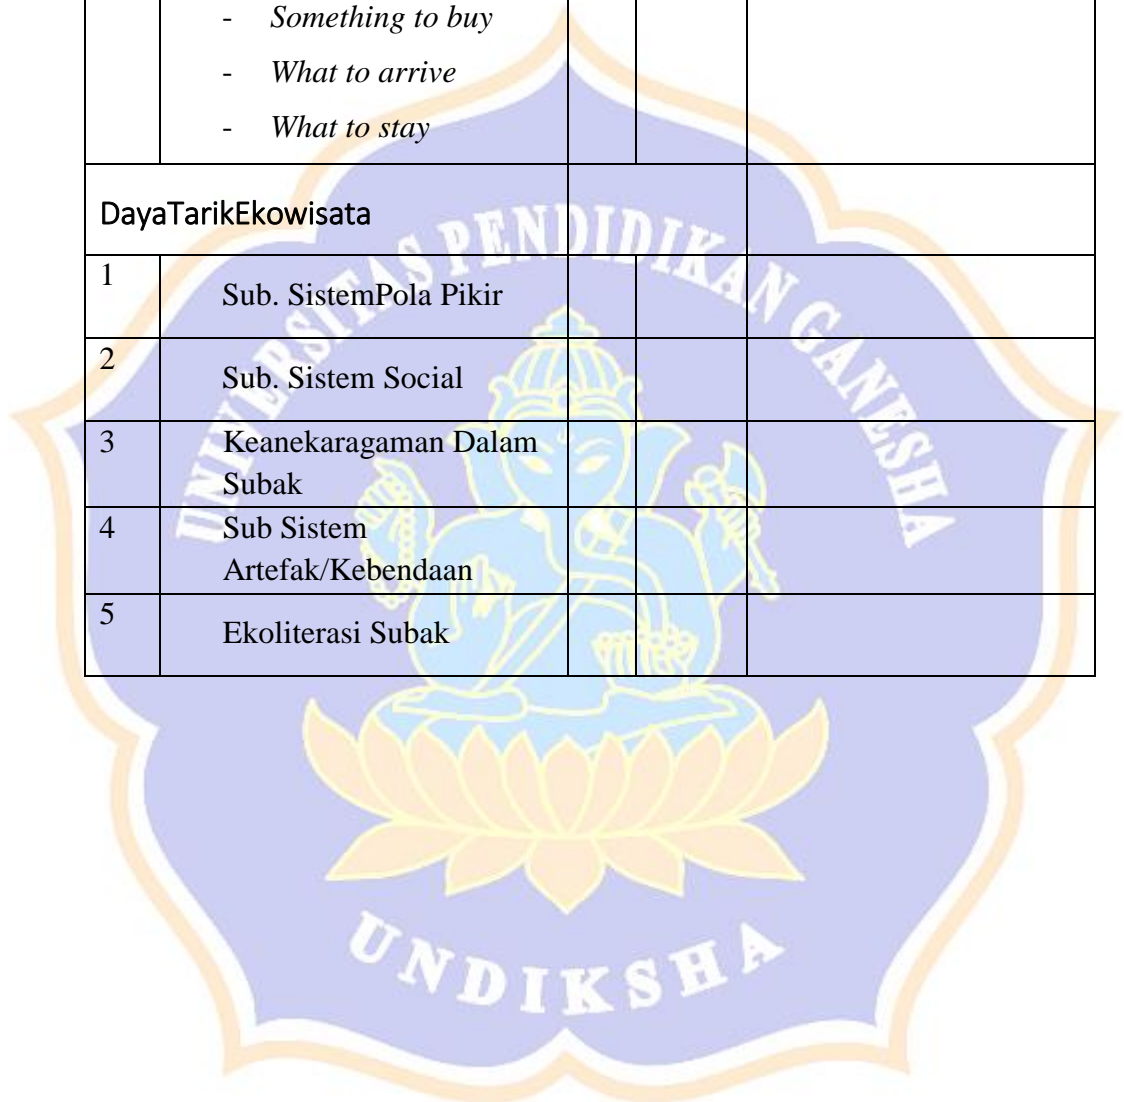 - Something to buy
- What to arrive
- What to stay
DayaTarikEkowisata
1 Sub. SistemPola Pikir
2 Sub. Sistem Social
3 Keanekaragaman Dalam
Subak
4 Sub Sistem
Artefak/Kebendaan
5 Ekoliterasi Subak
UNIVERSITAS PENDIDIKAN GANESHA
UNDIKSHA